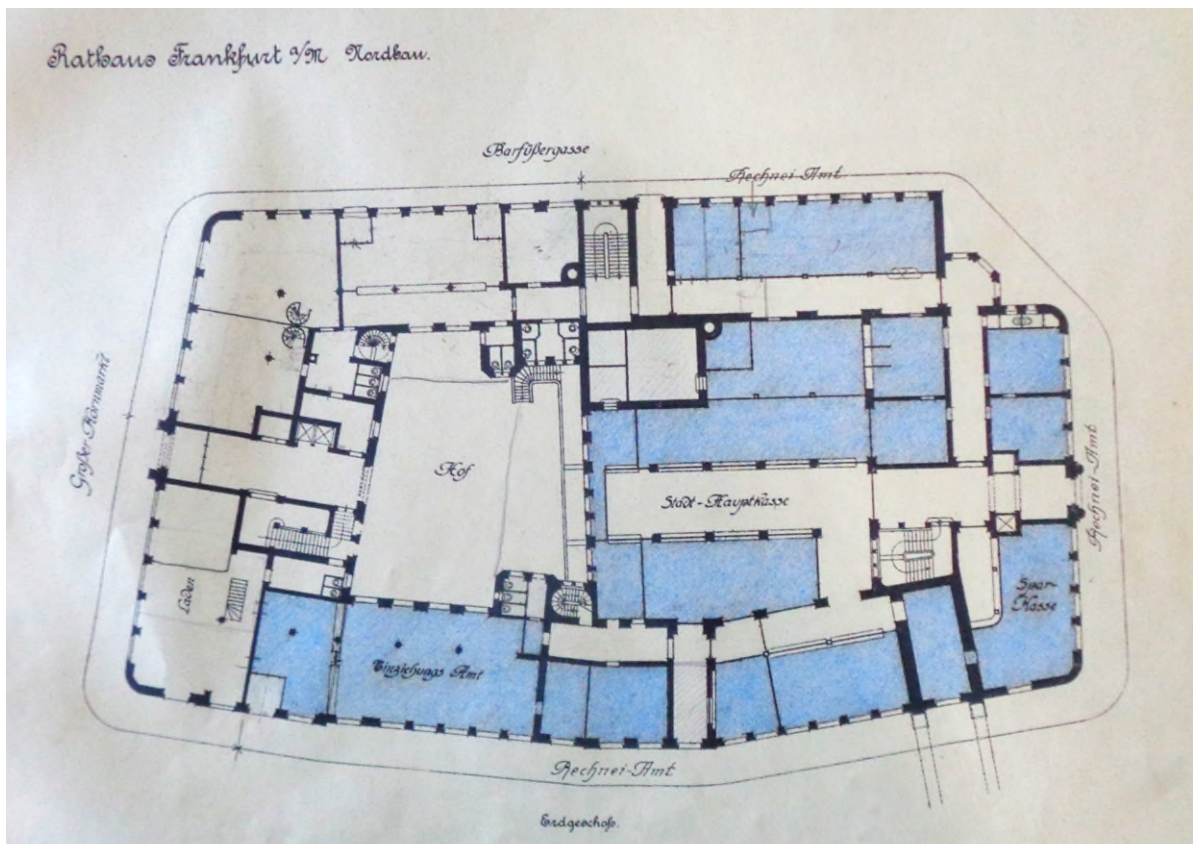 Rathaus Frankfurt a/M Nordbau.
Barfüßergasse
Rechnei-Amt
Großer Kornmarkt
Hof
Stadt-Hauptkasse
Rechnei-Amt
Laden
Spar-
Kasse
Einziehungs Amt
Rechnei-Amt
Erdgeschoß.